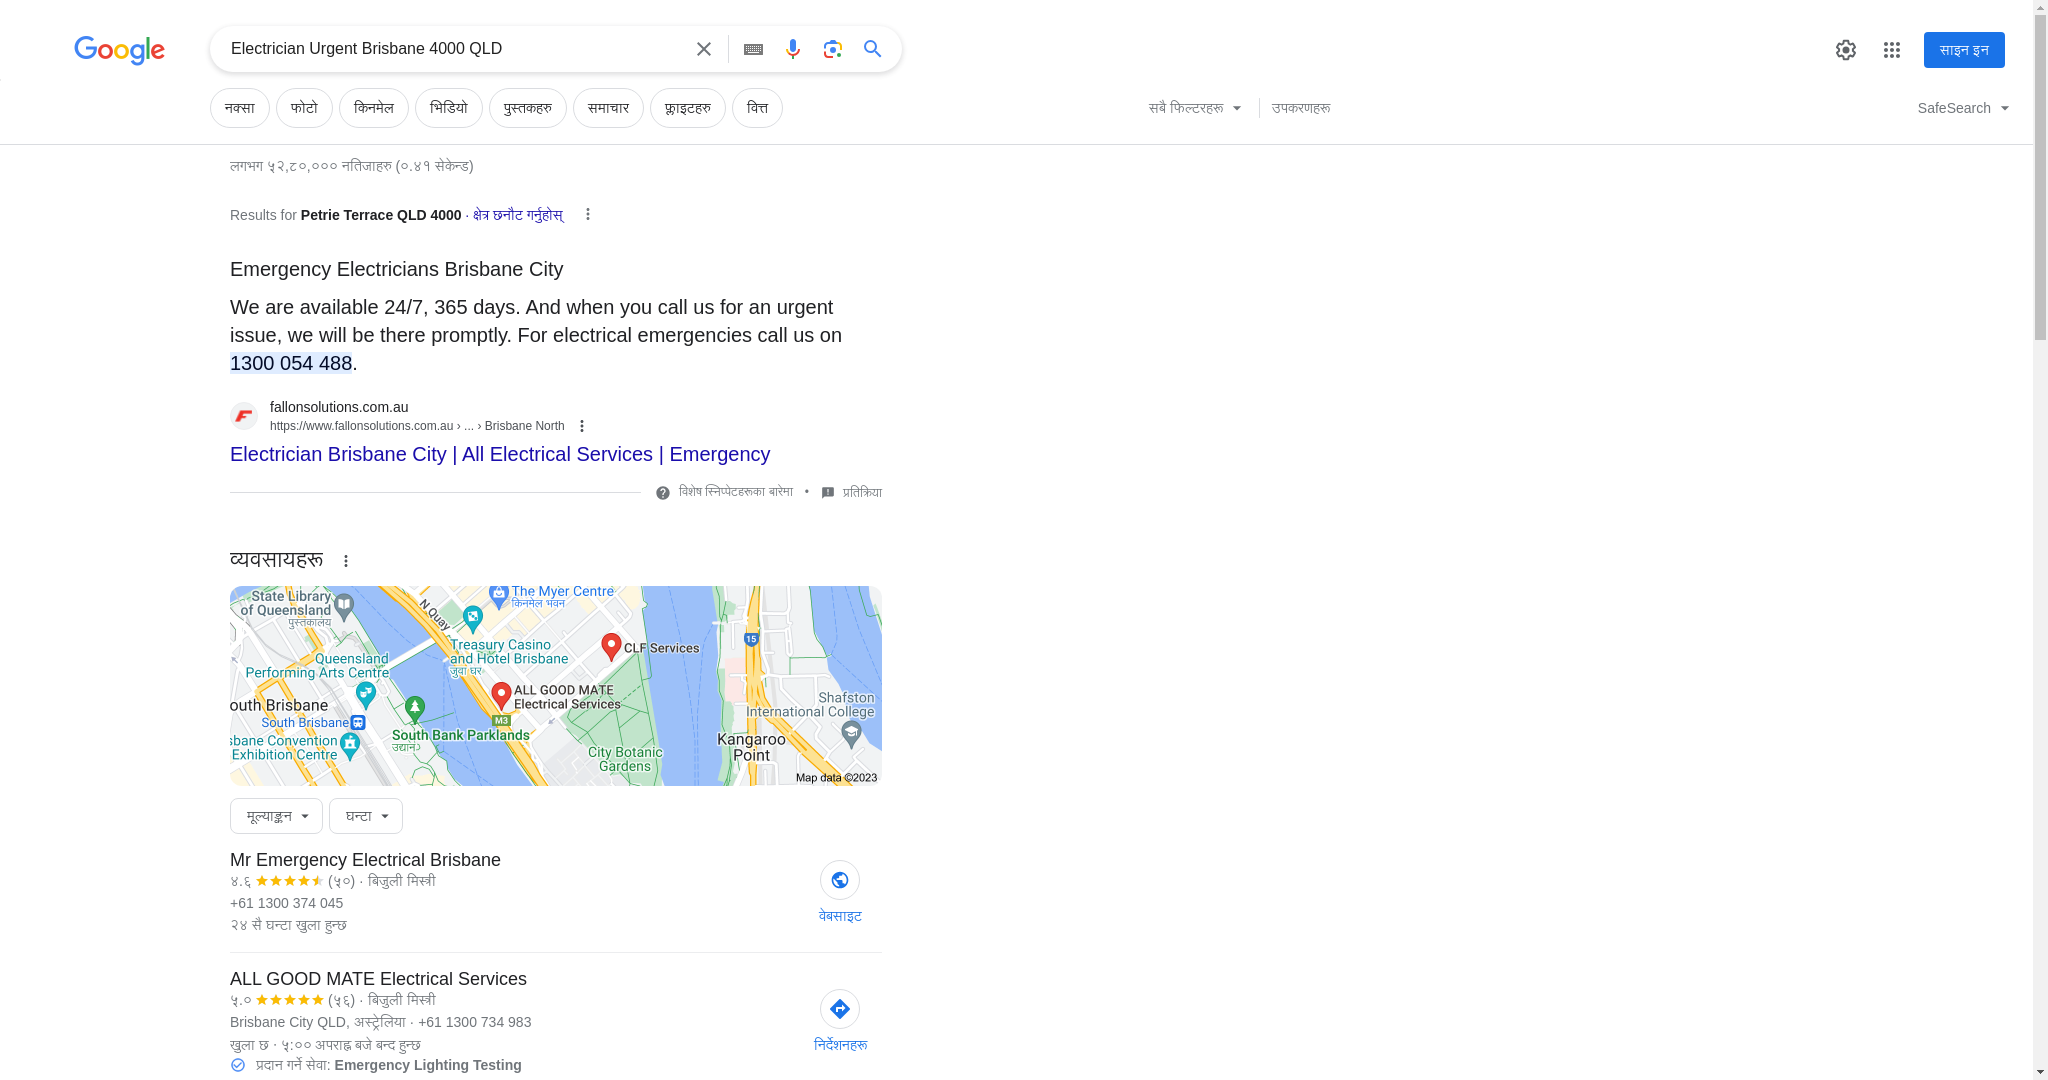 Google
Electrician Urgent Brisbane 4000 QLD
साइन इन
नक्सा
फोटो
किनमेल
भिडियो
पुस्तकहरु
समाचार
फ्लाइटहरु
वित्त
सबै फिल्टरहरू
उपकरणहरू
SafeSearch
लगभग ५२,८०,००० नतिजाहरु (०.४१ सेकेन्ड)
Results for Petrie Terrace QLD 4000 · क्षेत्र छनौट गर्नुहोस्
Emergency Electricians Brisbane City
We are available 24/7, 365 days. And when you call us for an urgent
issue, we will be there promptly. For electrical emergencies call us on
1300 054 488.
fallonsolutions.com.au
https://www.fallonsolutions.com.au › ... › Brisbane North
Electrician Brisbane City | All Electrical Services | Emergency
विशेष स्निप्पेटहरूका बारेमा • प्रतिक्रिया
व्यवसायहरू
State Library
of Queensland
पुस्तकालय
N Quay
The Myer Centre
किनमेल भवन
Treasury Casino
and Hotel Brisbane
जुवा घर
CLF Services
15
Queensland
Performing Arts Centre
ALL GOOD MATE
Electrical Services
M3
outh Brisbane
South Brisbane
South Bank Parklands
उद्यान
sbane Convention
Exhibition Centre
City Botanic
Gardens
Kangaroo
Point
Shafston
International College
Map data ©2023
मूल्याङ्कन
घन्टा
Mr Emergency Electrical Brisbane
४.६ (५०) · बिजुली मिस्त्री
+61 1300 374 045
२४ सै घन्टा खुला हुन्छ
वेबसाइट
ALL GOOD MATE Electrical Services
५.० (५६) · बिजुली मिस्त्री
Brisbane City QLD, अस्ट्रेलिया · +61 1300 734 983
खुला छ · ५:०० अपराह्न बजे बन्द हुन्छ
प्रदान गर्ने सेवा: Emergency Lighting Testing
निर्देशनहरू